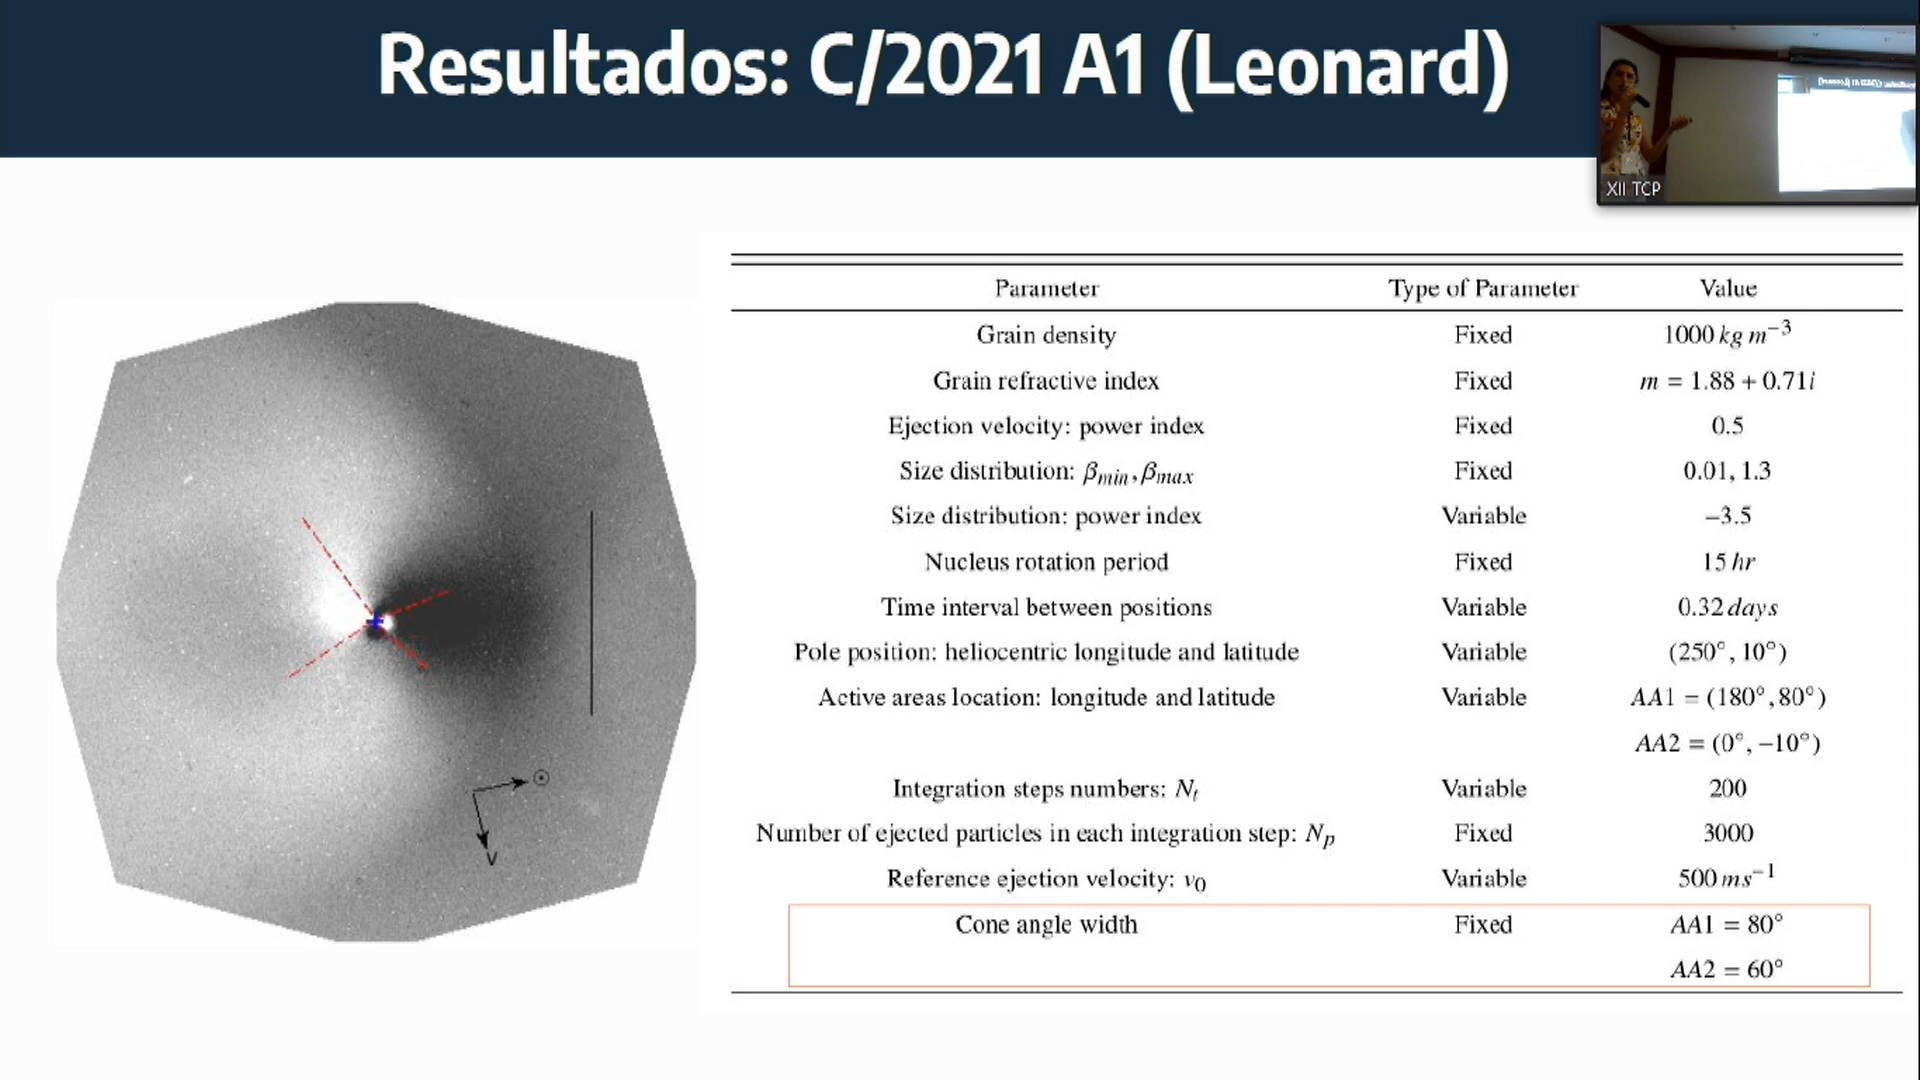 Resultados: C/2021 A1 (Leonard)
XII TCP
Parameter Type of Parameter Value
Grain density Fixed 1000 kg m⁻³
Grain refractive index Fixed m = 1.88 + 0.71i
Ejection velocity: power index Fixed 0.5
Size distribution: βmin, βmax Fixed 0.01, 1.3
Size distribution: power index Variable −3.5
Nucleus rotation period Fixed 15 hr
Time interval between positions Variable 0.32 days
Pole position: heliocentric longitude and latitude Variable (250°, 10°)
Active areas location: longitude and latitude Variable AA1 = (180°, 80°)
AA2 = (0°, −10°)
Integration steps numbers: Nt Variable 200
Number of ejected particles in each integration step: Np Fixed 3000
Reference ejection velocity: v0 Variable 500 ms⁻¹
Cone angle width Fixed AA1 = 80°
AA2 = 60°
☉
V